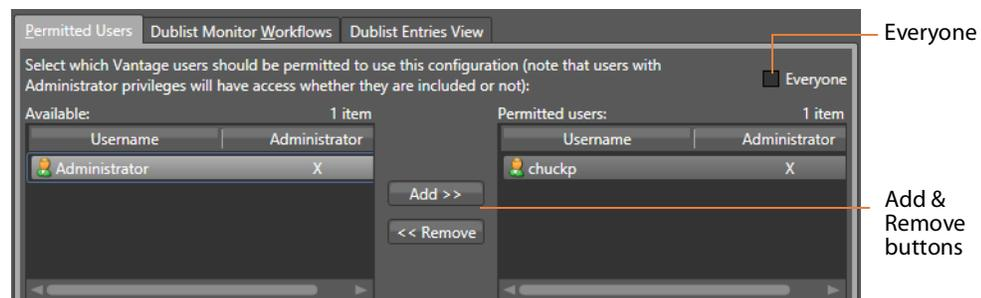 Permitted Users Dublist Monitor Workflows Dublist Entries View
Everyone
Select which Vantage users should be permitted to use this configuration (note that users with
Administrator privileges will have access whether they are included or not):
Everyone
Available: 1 item
Permitted users: 1 item
Username Administrator
Username Administrator
Administrator X
chuckp X
Add >>
<< Remove
Add &
Remove
buttons